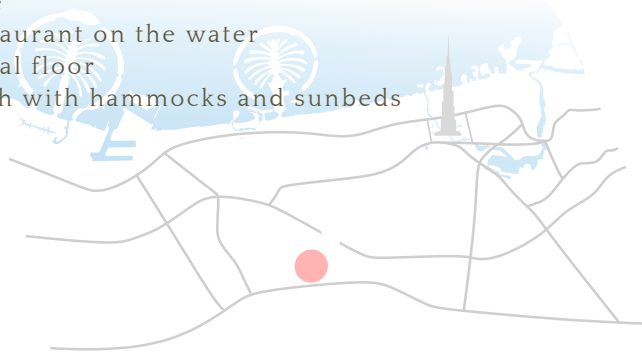 aurant on the water
al floor
h with hammocks and sunbeds